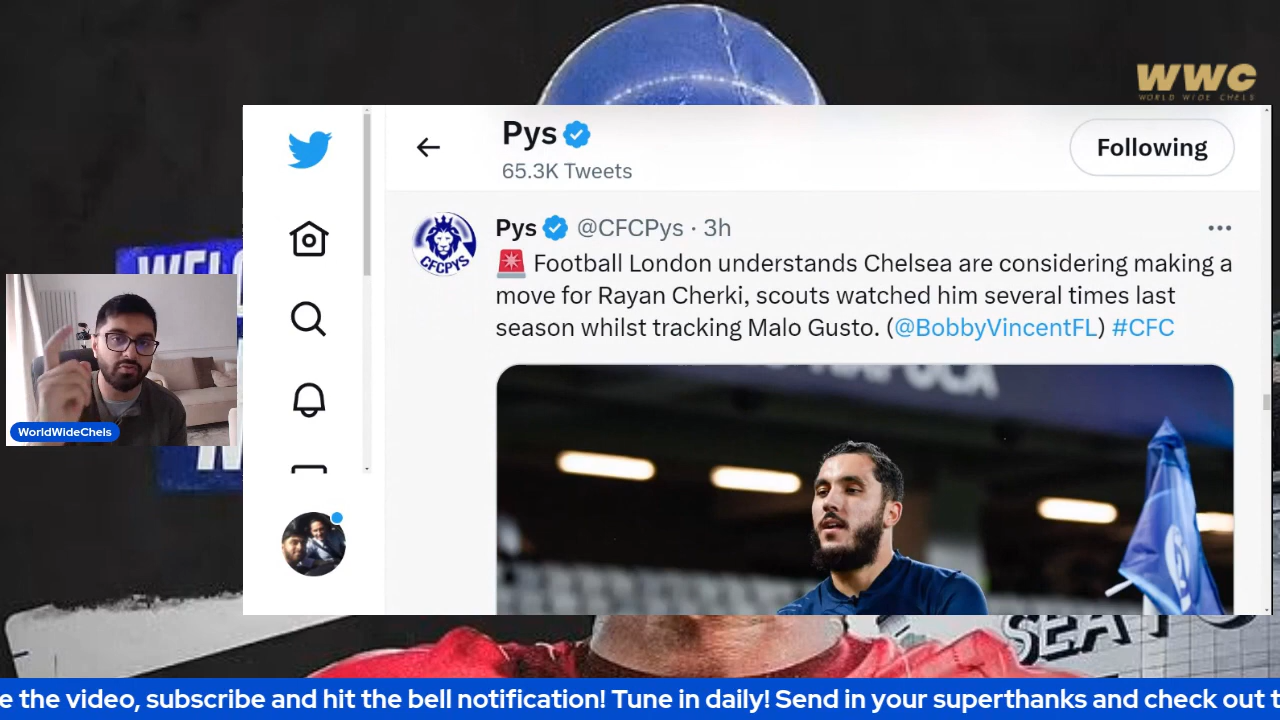 WWC
WORLD WIDE CHELS
Pys
65.3K Tweets
Following
Pys @CFCPys · 3h
🚨 Football London understands Chelsea are considering making a
move for Rayan Cherki, scouts watched him several times last
season whilst tracking Malo Gusto. (@BobbyVincentFL) #CFC
CFCPYS
WorldWideChels
e the video, subscribe and hit the bell notification! Tune in daily! Send in your superthanks and check out t